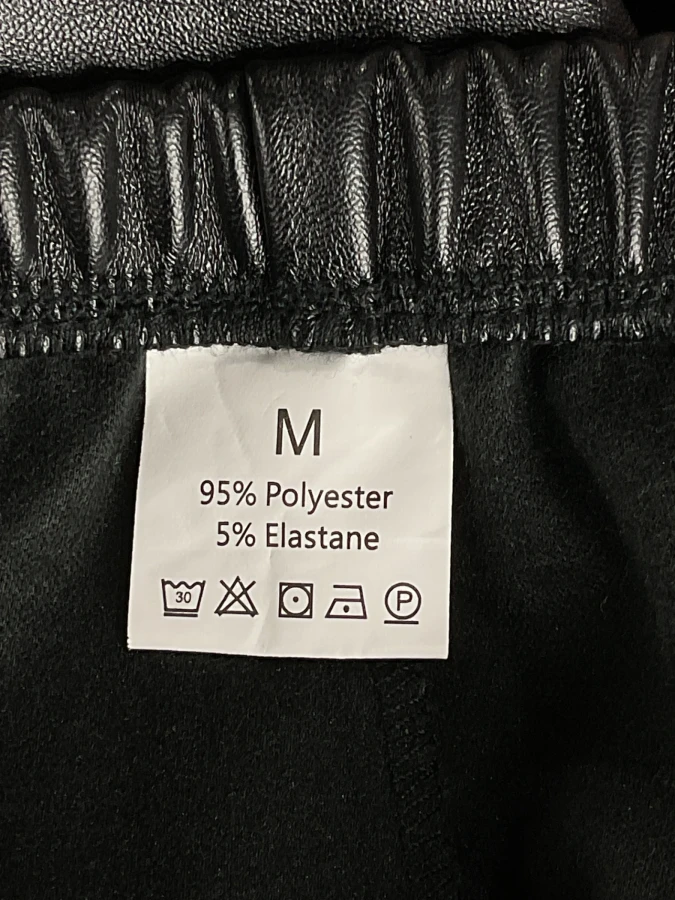 M
95% Polyester
5% Elastane
30 P